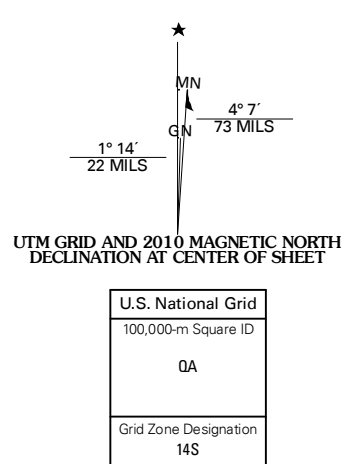 ★
MN
4° 7´
73 MILS
GN
1° 14´
22 MILS
UTM GRID AND 2010 MAGNETIC NORTH
DECLINATION AT CENTER OF SHEET
U.S. National Grid
100,000-m Square ID
QA
Grid Zone Designation
14S